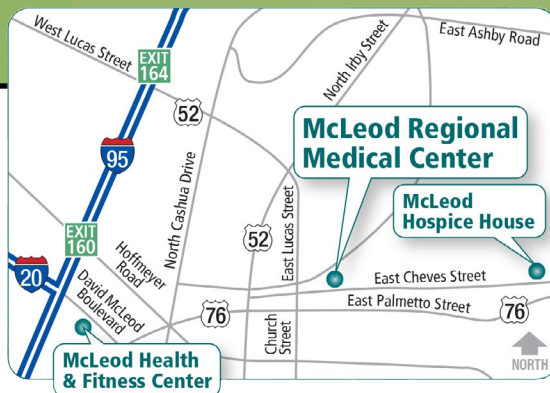 West Lucas Street
EXIT
164
52
North Irby Street
East Ashby Road
95
McLeod Regional
Medical Center
McLeod
Hospice House
North Cashua Drive
EXIT
160
Hoffmeyer
Road
52
East Lucas Street
20
David McLeod
Boulevard
East Cheves Street
East Palmetto Street
76
76
Church
Street
McLeod Health
& Fitness Center
NORTH